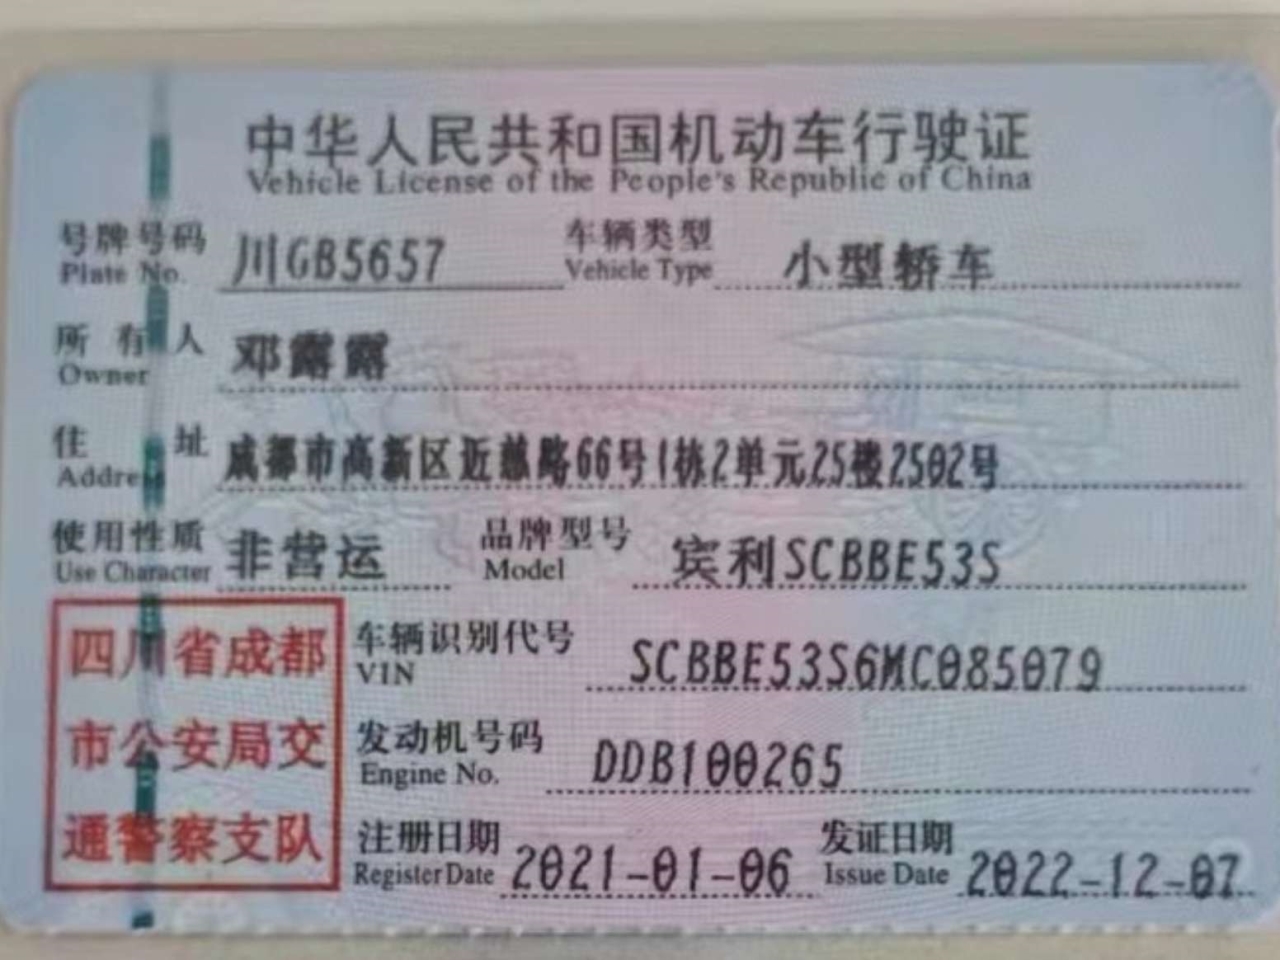 中华人民共和国机动车行驶证
Vehicle License of the People's Republic of China
号牌号码 川GB5657 车辆类型 小型轿车
Plate No. Vehicle Type
所有人 邓露露
Owner
住址 成都市高新区近慈路66号1栋2单元25楼2502号
Address
使用性质 非营运 品牌型号 宾利SCBBE53S
Use Character Model
四川省成都
市公安局交
通警察支队
车辆识别代号 SCBBE53S6MC085079
VIN
发动机号码 DDB100265
Engine No.
注册日期 2021-01-06 发证日期 2022-12-07
Register Date Issue Date